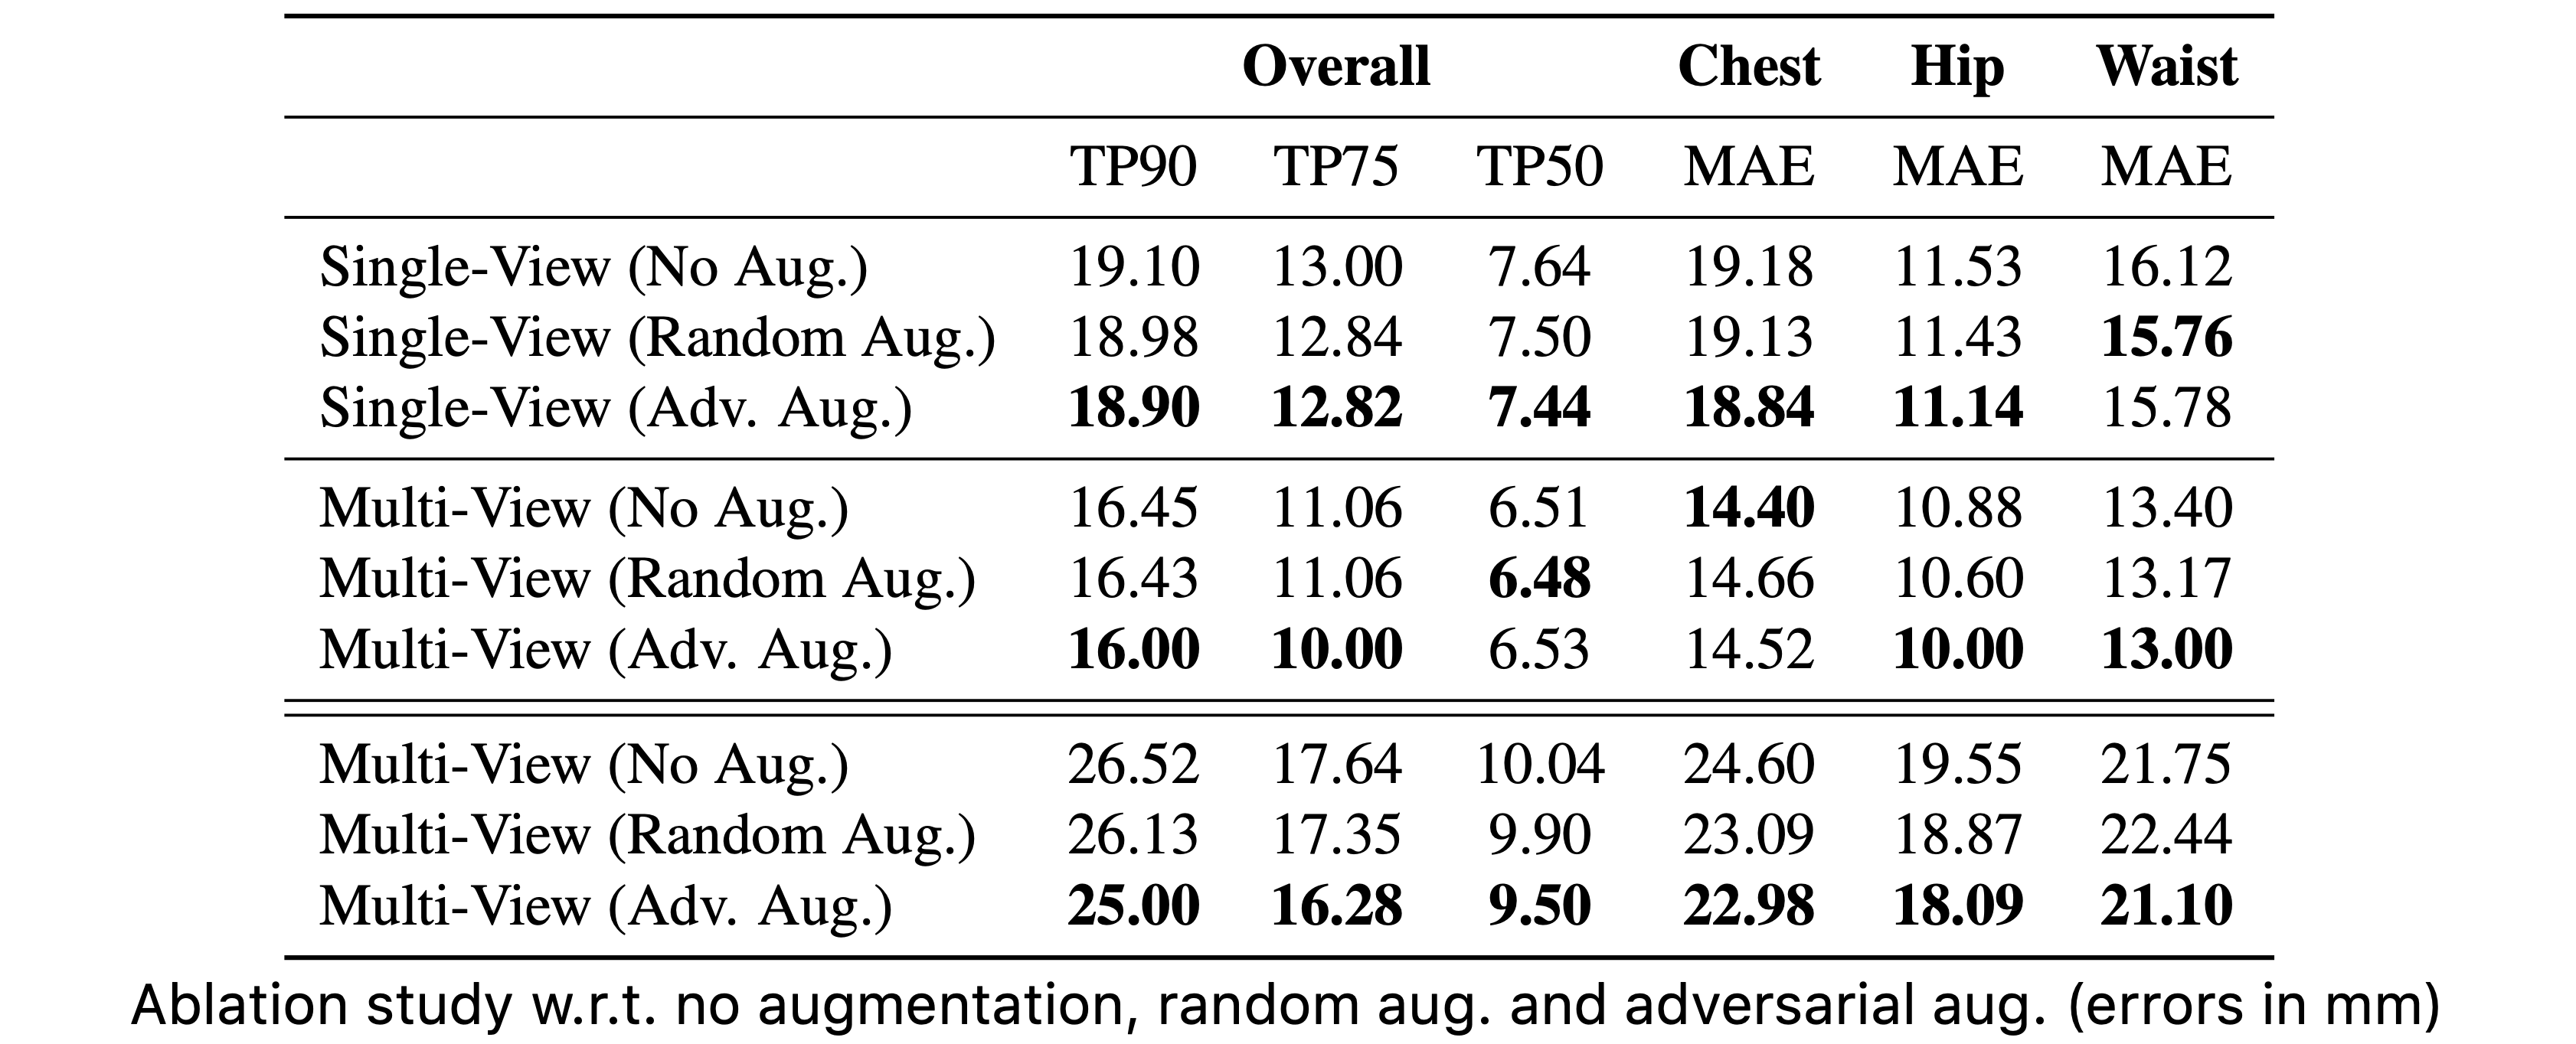 Overall Chest Hip Waist
TP90 TP75 TP50 MAE MAE MAE
Single-View (No Aug.) 19.10 13.00 7.64 19.18 11.53 16.12
Single-View (Random Aug.) 18.98 12.84 7.50 19.13 11.43 15.76
Single-View (Adv. Aug.) 18.90 12.82 7.44 18.84 11.14 15.78
Multi-View (No Aug.) 16.45 11.06 6.51 14.40 10.88 13.40
Multi-View (Random Aug.) 16.43 11.06 6.48 14.66 10.60 13.17
Multi-View (Adv. Aug.) 16.00 10.00 6.53 14.52 10.00 13.00
Multi-View (No Aug.) 26.52 17.64 10.04 24.60 19.55 21.75
Multi-View (Random Aug.) 26.13 17.35 9.90 23.09 18.87 22.44
Multi-View (Adv. Aug.) 25.00 16.28 9.50 22.98 18.09 21.10
Ablation study w.r.t. no augmentation, random aug. and adversarial aug. (errors in mm)